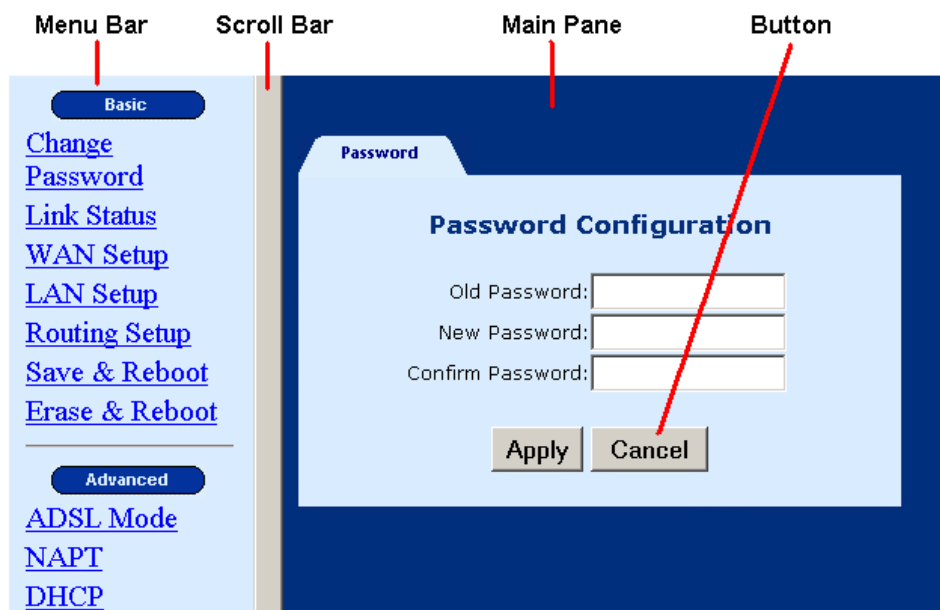 Menu Bar Scroll Bar Main Pane Button
Basic
Change
Password
Link Status
WAN Setup
LAN Setup
Routing Setup
Save & Reboot
Erase & Reboot
Advanced
ADSL Mode
NAPT
DHCP
Password
Password Configuration
Old Password:
New Password:
Confirm Password:
Apply Cancel